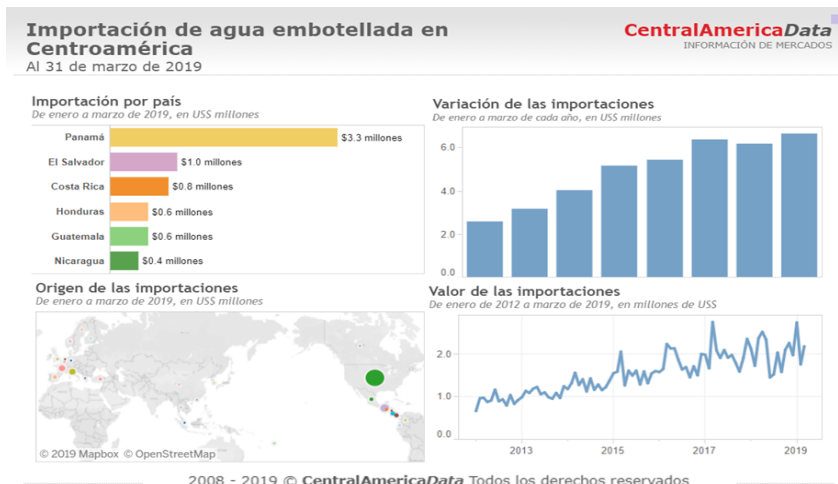 Importación de agua embotellada en
Centroamérica
Al 31 de marzo de 2019
CentralAmericaData
INFORMACIÓN DE MERCADOS
Importación por país
De enero a marzo de 2019, en US$ millones
Panamá $3.3 millones
El Salvador $1.0 millones
Costa Rica $0.8 millones
Honduras $0.6 millones
Guatemala $0.6 millones
Nicaragua $0.4 millones
Variación de las importaciones
De enero a marzo de cada año, en US$ millones
6.0
4.0
2.0
0.0
Origen de las importaciones
De enero a marzo de 2019, en US$ millones
© 2019 Mapbox © OpenStreetMap
Valor de las importaciones
De enero de 2012 a marzo de 2019, en millones de US$
2.0
1.0
0.0
2013 2015 2017 2019
2008 - 2019 © CentralAmericaData Todos los derechos reservados